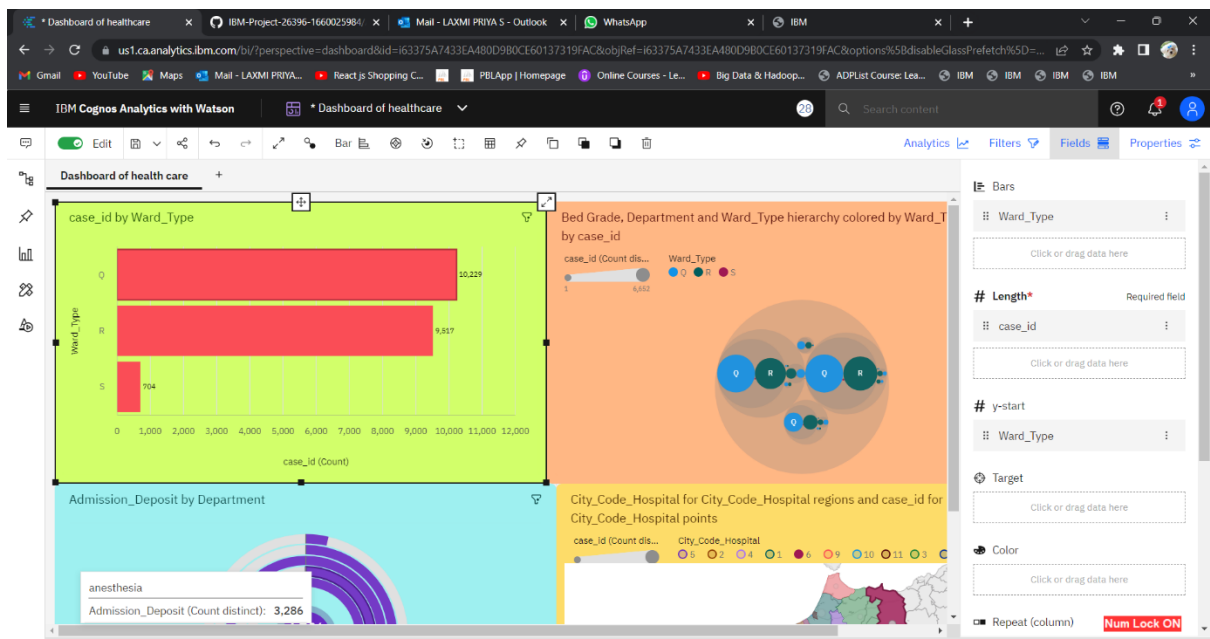 * Dashboard of healthcare
IBM-Project-26396-1660025984/
Mail - LAXMI PRIYA S - Outlook
WhatsApp
IBM
us1.ca.analytics.ibm.com/bi/?perspective=dashboard&id=i63375A7433EA480D9B0CE60137319FAC&objRef=i63375A7433EA480D9B0CE60137319FAC&options%5BdisableGlassPrefetch%5D=...
Gmail YouTube Maps Mail - LAXMI PRIYA... React js Shopping C... PBLApp | Homepage Online Courses - Le... Big Data & Hadoop... ADPList Course: Lea... IBM IBM IBM IBM »
IBM Cognos Analytics with Watson
* Dashboard of healthcare
28
Search content
1
Edit
Bar
Analytics
Filters
Fields
Properties
Dashboard of health care
+
case_id by Ward_Type
Ward_Type
Q
10,229
R
9,517
S
704
0 1,000 2,000 3,000 4,000 5,000 6,000 7,000 8,000 9,000 10,000 11,000 12,000
case_id (Count)
Bed Grade, Department and Ward_Type hierarchy colored by Ward_T
by case_id
case_id (Count dis...
1 6,652
Ward_Type
Q R S
Q R Q R
Q
Admission_Deposit by Department
anesthesia
Admission_Deposit (Count distinct): 3,286
City_Code_Hospital for City_Code_Hospital regions and case_id for
City_Code_Hospital points
case_id (Count dis...
City_Code_Hospital
5 2 4 1 6 9 10 11 3
Bars
Ward_Type
Click or drag data here
# Length*
Required field
case_id
Click or drag data here
# y-start
Ward_Type
Target
Click or drag data here
Color
Click or drag data here
Repeat (column)
Num Lock ON